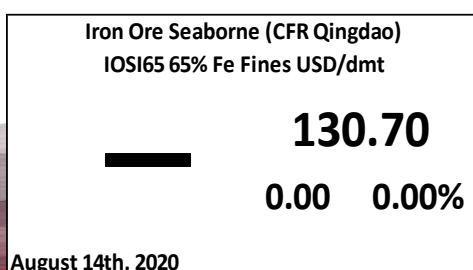 Iron Ore Seaborne (CFR Qingdao)
IOSI65 65% Fe Fines USD/dmt
130.70
0.00 0.00%
August 14th, 2020